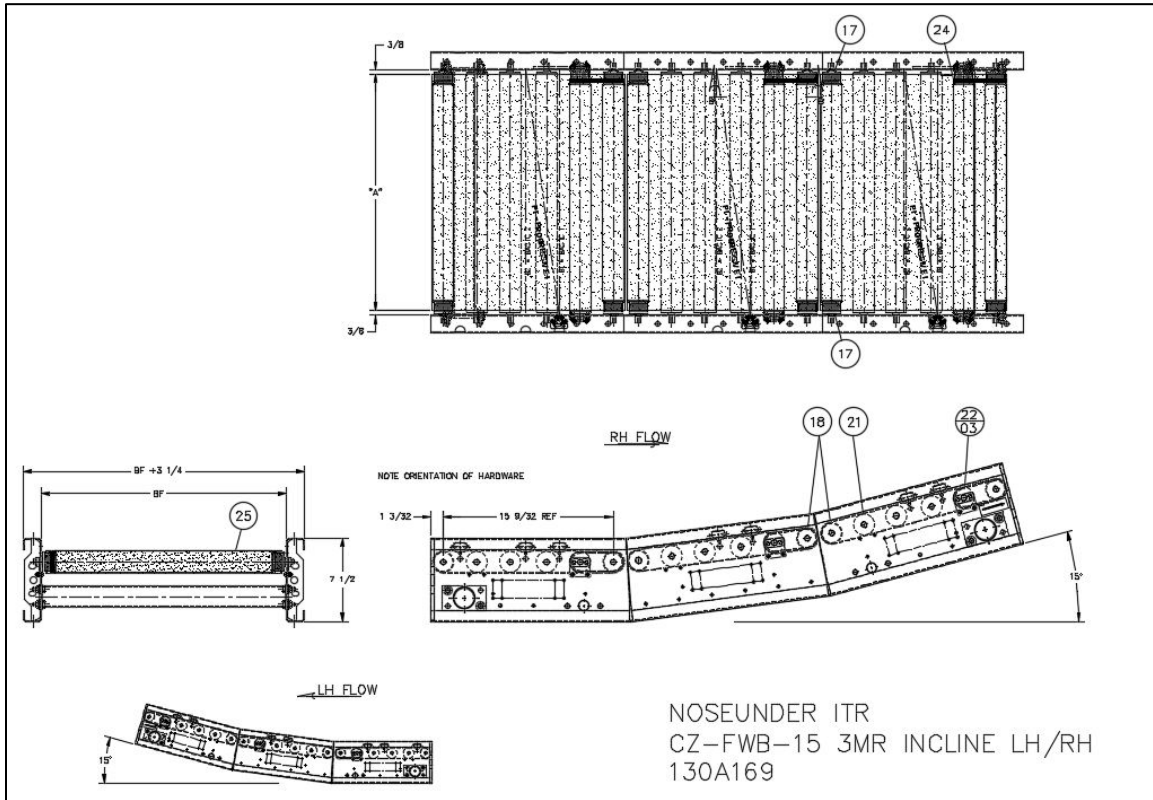 17
24
3/8
"A"
3/8
17
RH FLOW
18
21
22
03
BF +3 1/4
BF
25
NOTE ORIENTATION OF HARDWARE
1 3/32
15 9/32 REF
7 1/2
15°
LH FLOW
15°
NOSEUNDER ITR
CZ-FWB-15 3MR INCLINE LH/RH
130A169